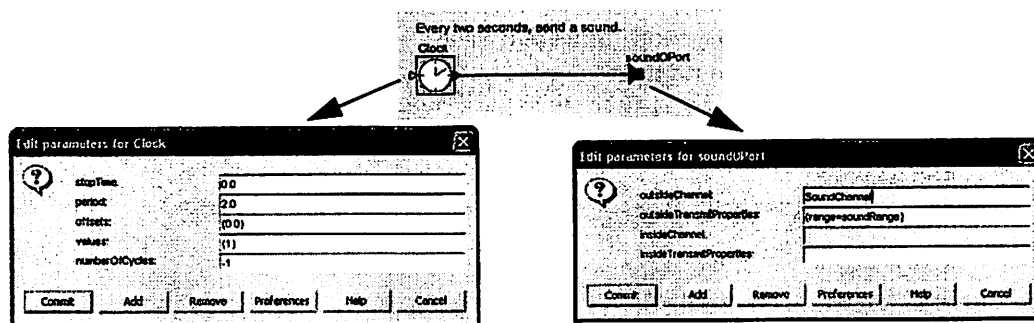 Every two seconds, send a sound.
Clock
soundOPort
Edit parameters for Clock
stopTime: 0.0
period: 2.0
offsets: {0.0}
values: {1}
numberOfCycles: -1
Commit Add Remove Preferences Help Cancel
Edit parameters for soundOPort
outsideChannel: SoundChannel
outsideTransmitProperties: {range=soundRange}
insideChannel:
insideTransmitProperties:
Commit Add Remove Preferences Help Cancel